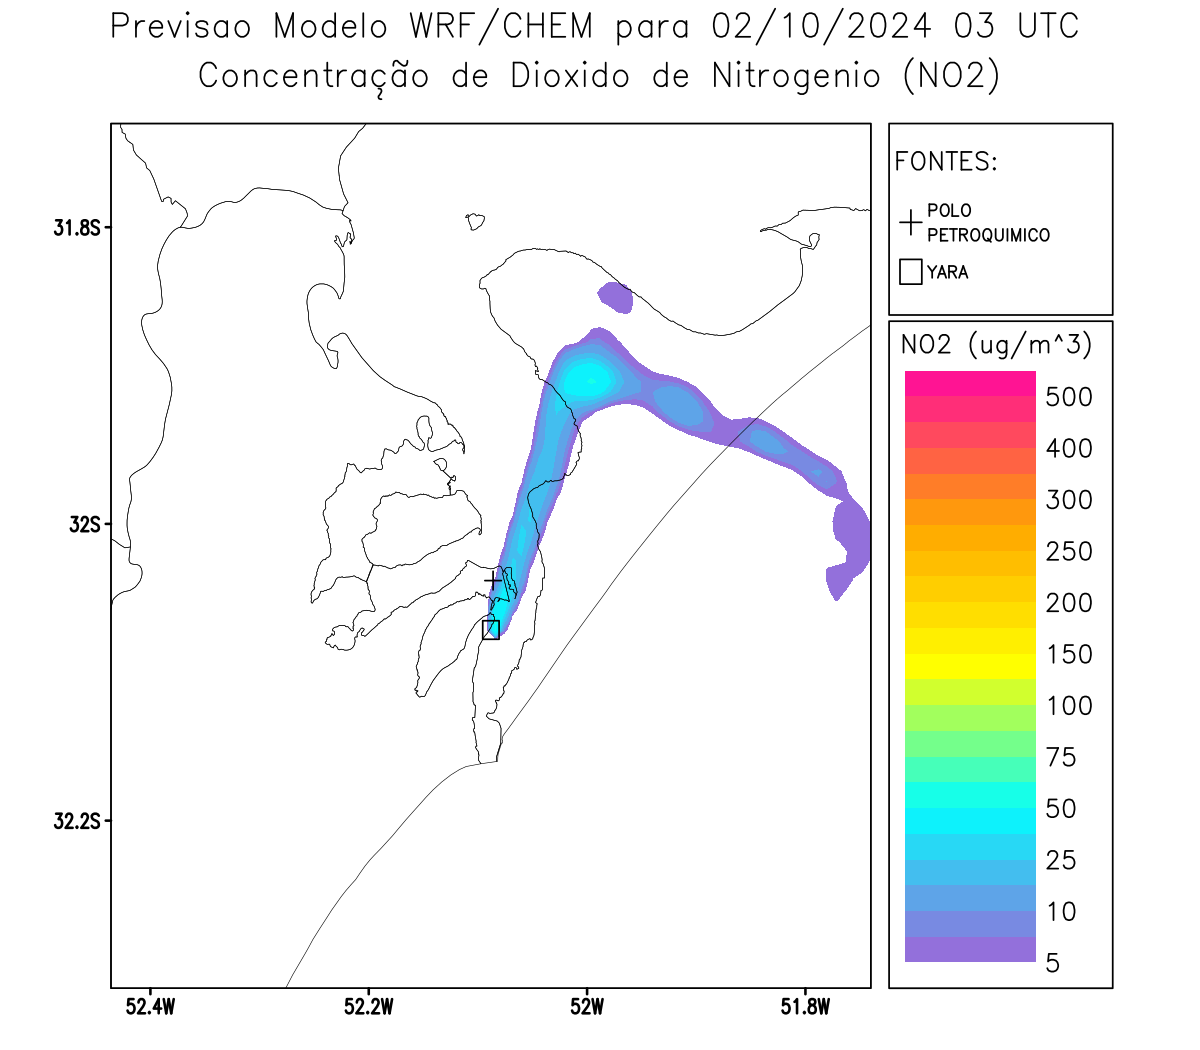 Previsao Modelo WRF/CHEM para 02/10/2024 03 UTC
Concentração de Dioxido de Nitrogenio (NO2)
FONTES:
POLO
PETROQUIMICO
YARA
NO2 (ug/m^3)
500
400
300
250
200
150
100
75
50
25
10
5
31.8S
32S
32.2S
52.4W
52.2W
52W
51.8W